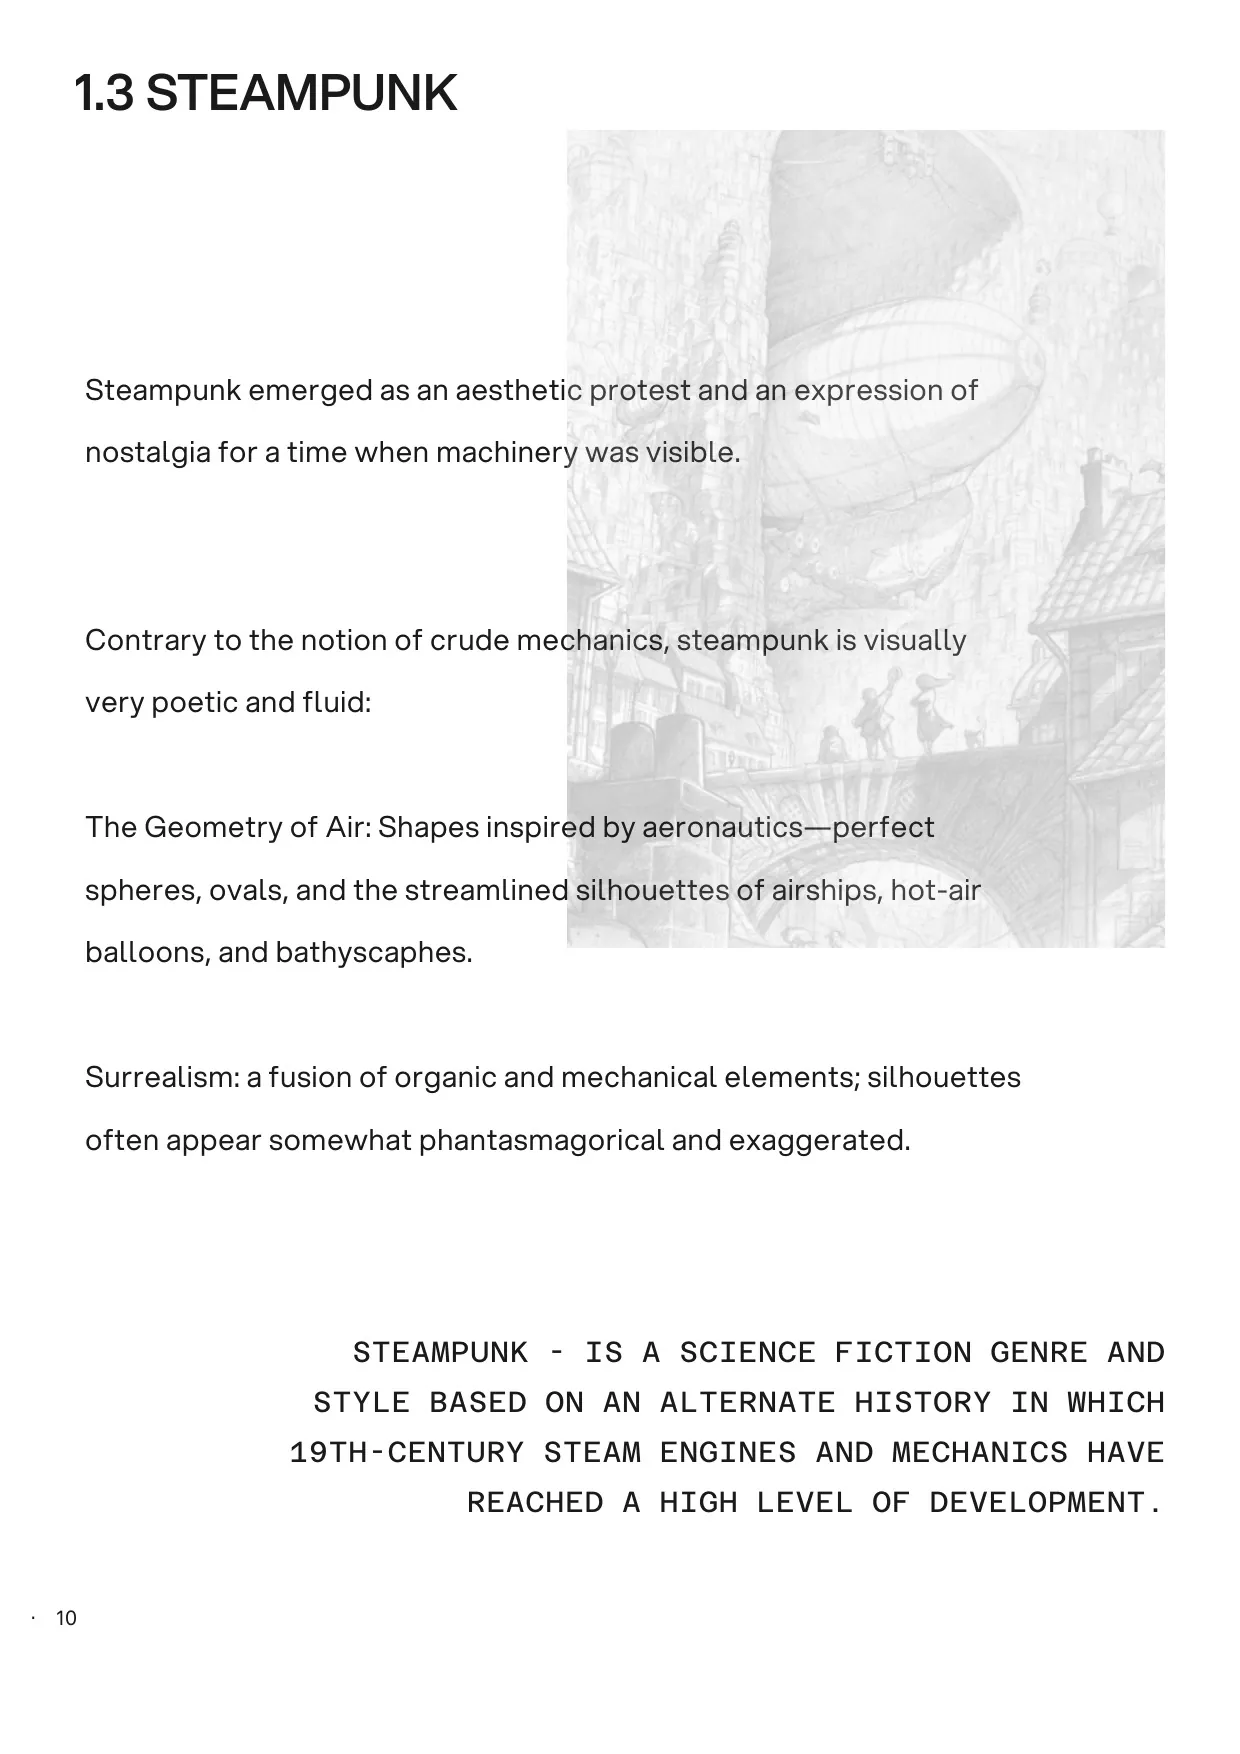 1.3 STEAMPUNK
Steampunk emerged as an aesthetic protest and an expression of
nostalgia for a time when machinery was visible.
Contrary to the notion of crude mechanics, steampunk is visually
very poetic and fluid:
The Geometry of Air: Shapes inspired by aeronautics—perfect
spheres, ovals, and the streamlined silhouettes of airships, hot-air
balloons, and bathyscaphes.
Surrealism: a fusion of organic and mechanical elements; silhouettes
often appear somewhat phantasmagorical and exaggerated.
STEAMPUNK - IS A SCIENCE FICTION GENRE AND
STYLE BASED ON AN ALTERNATE HISTORY IN WHICH
19TH-CENTURY STEAM ENGINES AND MECHANICS HAVE
REACHED A HIGH LEVEL OF DEVELOPMENT.
· 10